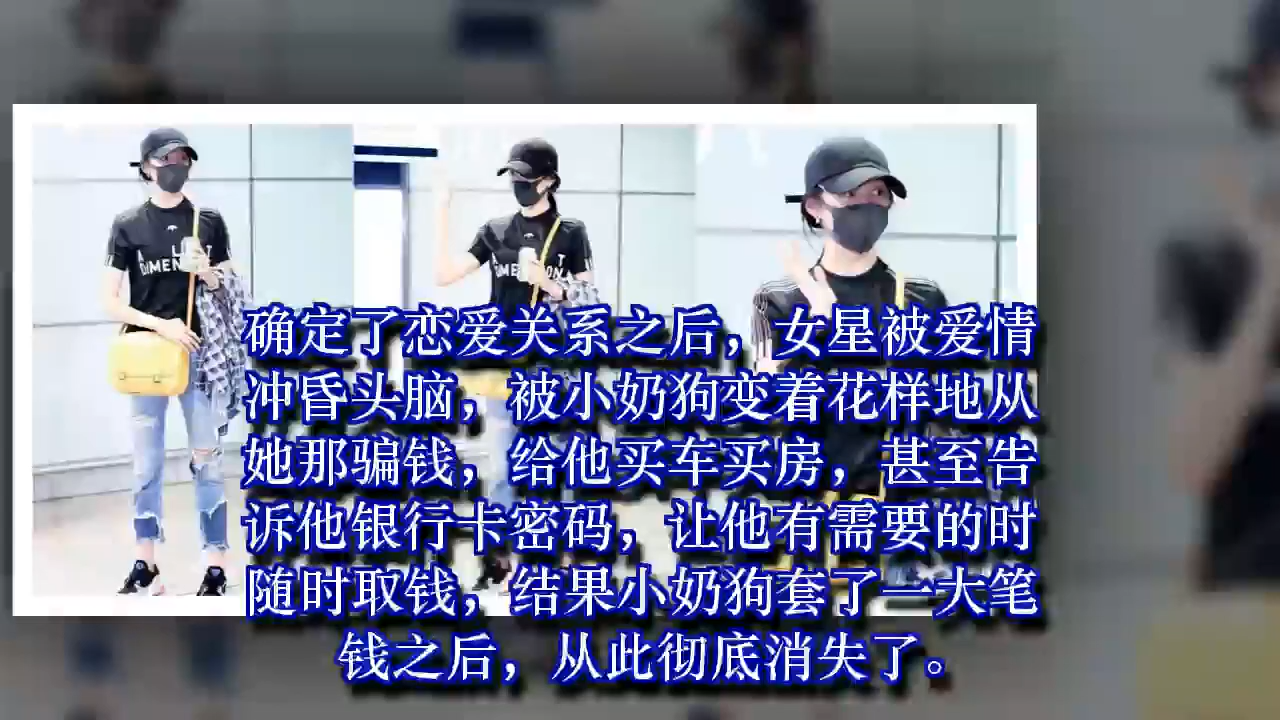 A L T
DIMEN
A L T
DIMEN ON
确定了恋爱关系之后，女星被爱情
冲昏头脑，被小奶狗变着花样地从
她那骗钱，给他买车买房，甚至告
诉他银行卡密码，让他有需要的时
随时取钱，结果小奶狗套了一大笔
钱之后，从此彻底消失了。